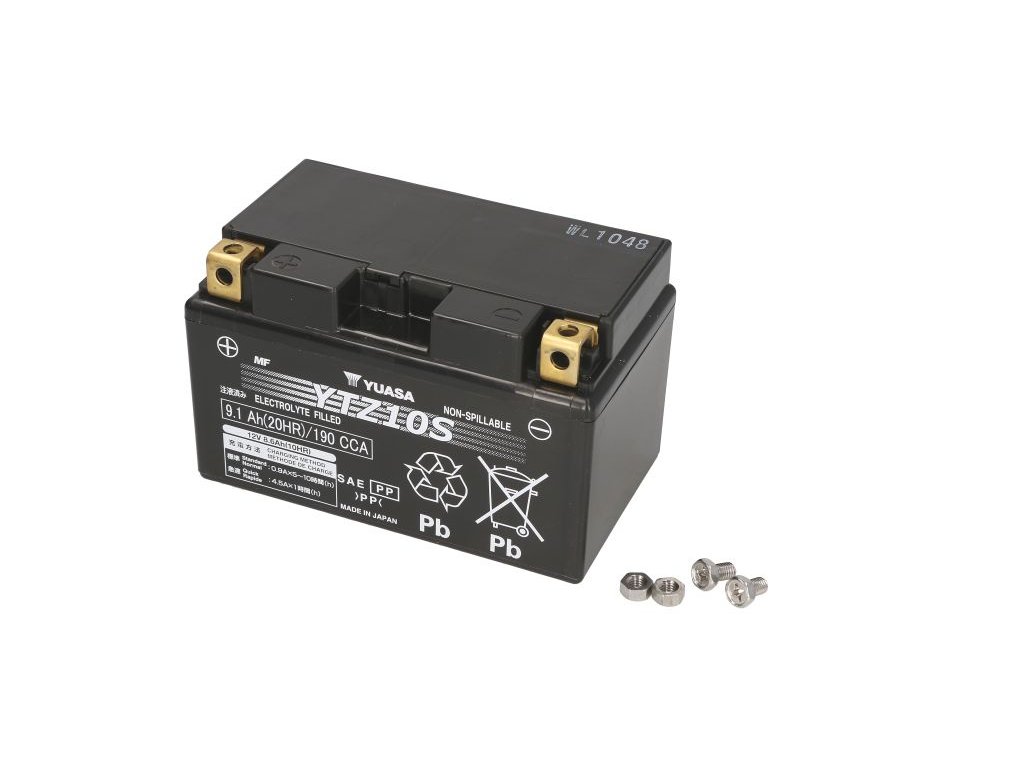 WL1048
MF
YUASA
注液済み
YTZ10S
ELECTROLYTE FILLED
NON-SPILLABLE
9.1 Ah(20HR)/190 CCA
12V 8.6Ah(10HR)
充電方法 CHARGING METHOD
METHODE DE CHARGE
標準 Standard Normal :0.9A×5~10時間(h)
急速 Quick Rapide :4.5A×1時間(h)
SAE PP
〉PP〈
MADE IN JAPAN
Pb
Pb